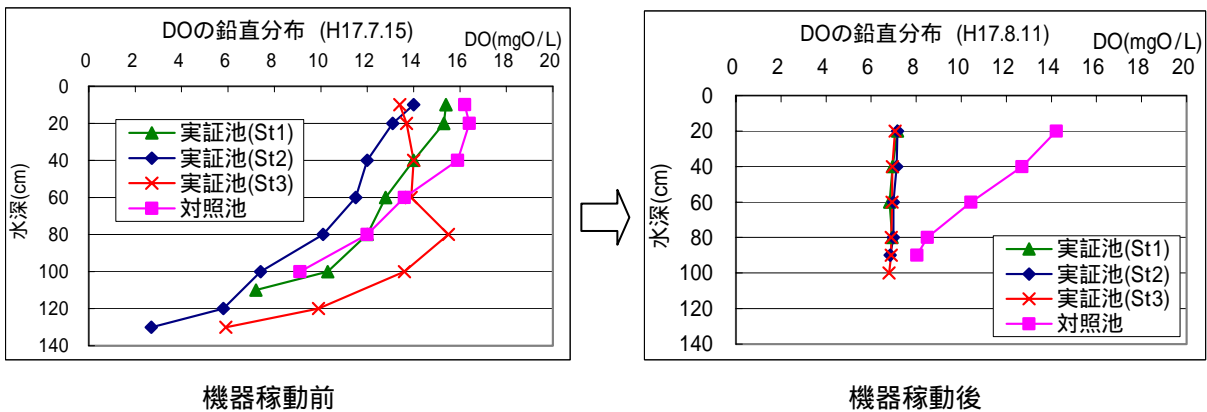 DOの鉛直分布 (H17.7.15)
DO(mgO/L)
0 2 4 6 8 10 12 14 16 18 20
0
20
40
60
80
100
120
140
水深(cm)
実証池(St1)
実証池(St2)
実証池(St3)
対照池
機器稼動前
DOの鉛直分布 (H17.8.11)
DO(mgO/L)
0 2 4 6 8 10 12 14 16 18 20
0
20
40
60
80
100
120
140
水深(cm)
実証池(St1)
実証池(St2)
実証池(St3)
対照池
機器稼動後